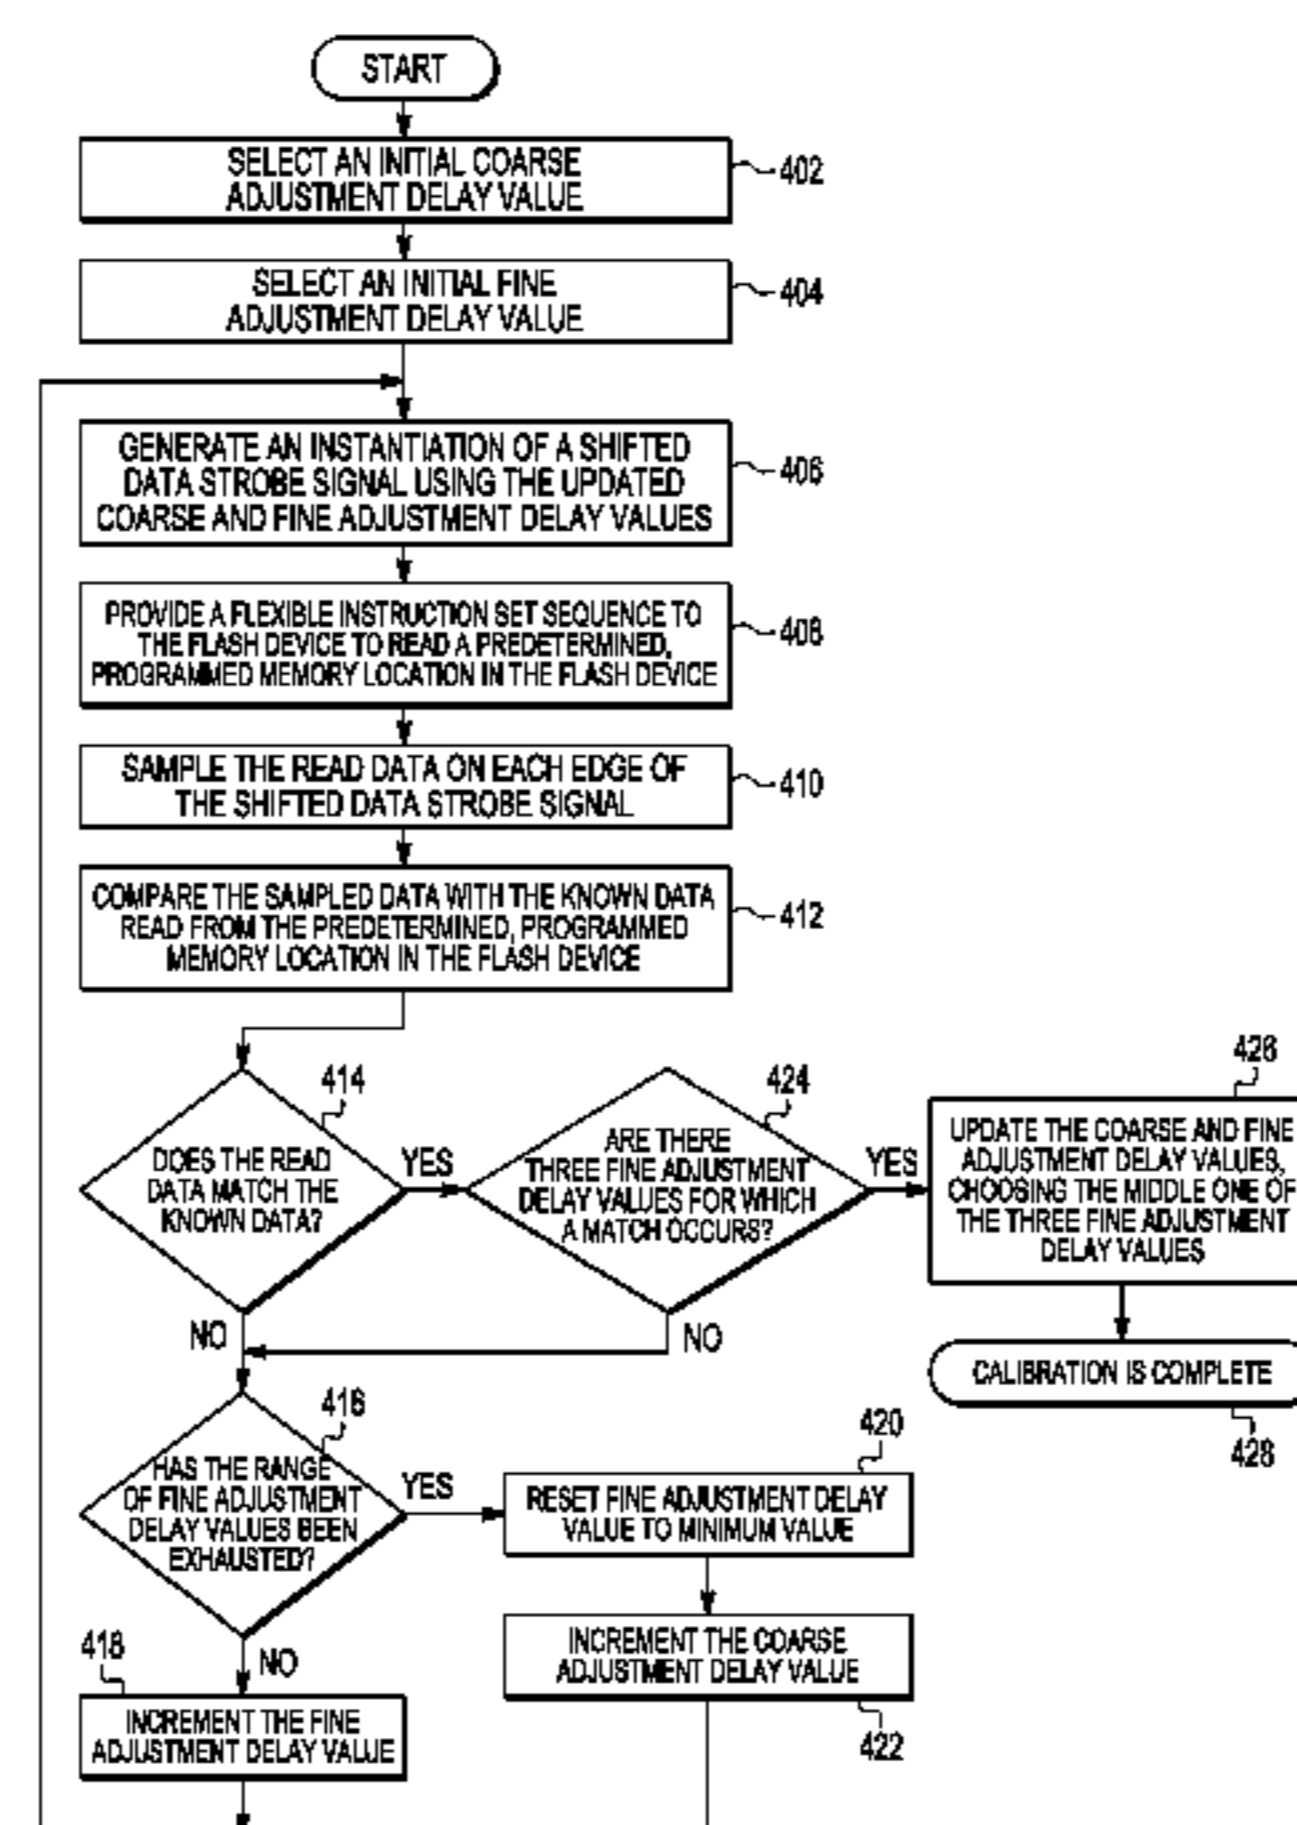 START
SELECT AN INITIAL COARSE
ADJUSTMENT DELAY VALUE
402
SELECT AN INITIAL FINE
ADJUSTMENT DELAY VALUE
404
GENERATE AN INSTANTIATION OF A SHIFTED
DATA STROBE SIGNAL USING THE UPDATED
COARSE AND FINE ADJUSTMENT DELAY VALUES
406
PROVIDE A FLEXIBLE INSTRUCTION SET SEQUENCE TO
THE FLASH DEVICE TO READ A PREDETERMINED,
PROGRAMMED MEMORY LOCATION IN THE FLASH DEVICE
408
SAMPLE THE READ DATA ON EACH EDGE OF
THE SHIFTED DATA STROBE SIGNAL
410
COMPARE THE SAMPLED DATA WITH THE KNOWN DATA
READ FROM THE PREDETERMINED, PROGRAMMED
MEMORY LOCATION IN THE FLASH DEVICE
412
414
DOES THE READ
DATA MATCH THE
KNOWN DATA?
YES
NO
424
ARE THERE
THREE FINE ADJUSTMENT
DELAY VALUES FOR WHICH
A MATCH OCCURS?
YES
NO
426
UPDATE THE COARSE AND FINE
ADJUSTMENT DELAY VALUES,
CHOOSING THE MIDDLE ONE OF
THE THREE FINE ADJUSTMENT
DELAY VALUES
CALIBRATION IS COMPLETE
428
416
HAS THE RANGE
OF FINE ADJUSTMENT
DELAY VALUES BEEN
EXHAUSTED?
YES
NO
420
RESET FINE ADJUSTMENT DELAY
VALUE TO MINIMUM VALUE
INCREMENT THE COARSE
ADJUSTMENT DELAY VALUE
422
418
INCREMENT THE FINE
ADJUSTMENT DELAY VALUE